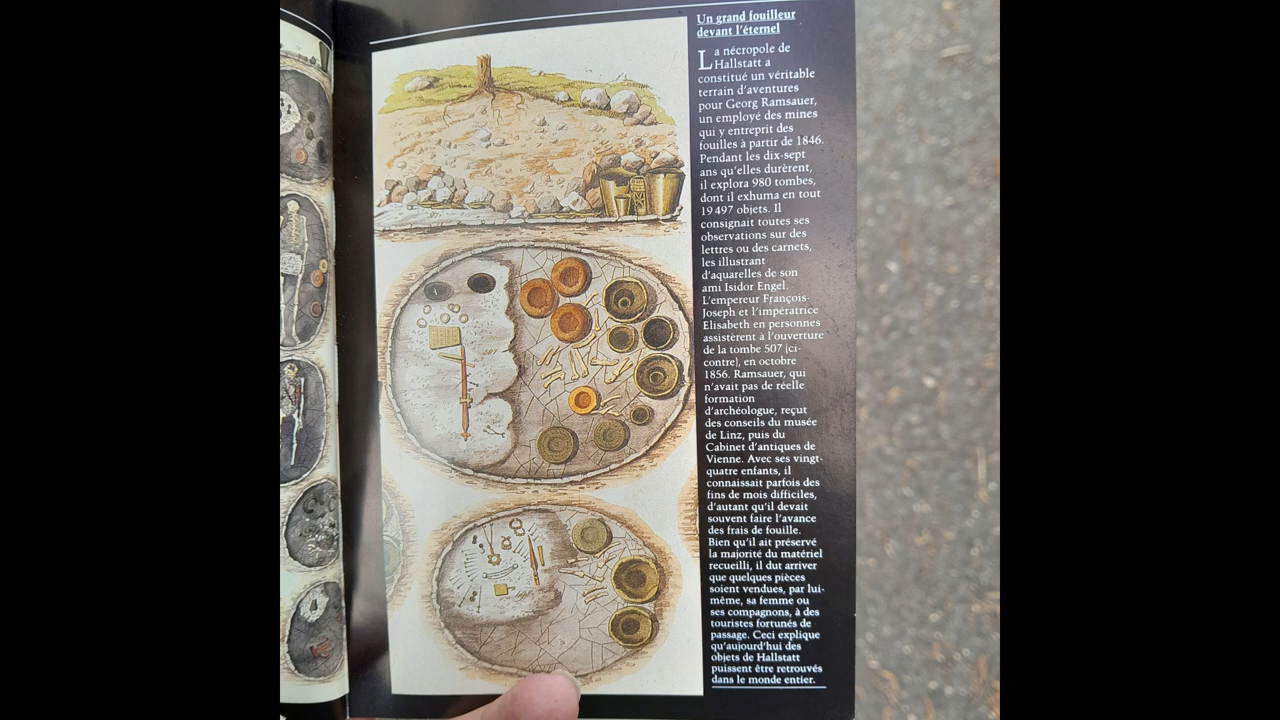 Un grand fouilleur
devant l'éternel
La nécropole de
Hallstatt a
constitué un véritable
terrain d'aventures
pour Georg Ramsauer,
un employé des mines
qui y entreprit des
fouilles à partir de 1846.
Pendant les dix-sept
ans qu'elles durèrent,
il explora 980 tombes,
dont il exhuma en tout
19 497 objets. Il
consignait toutes ses
observations sur des
lettres ou des carnets,
les illustrant
d'aquarelles de son
ami Isidor Engel.
L'empereur François-
Joseph et l'impératrice
Elisabeth en personnes
assistèrent à l'ouverture
de la tombe 507 (ci-
contre), en octobre
1856. Ramsauer, qui
n'avait pas de réelle
formation
d'archéologue, reçut
des conseils du musée
de Linz, puis du
Cabinet d'antiques de
Vienne. Avec ses vingt-
quatre enfants, il
connaissait parfois des
fins de mois difficiles,
d'autant qu'il devait
souvent faire l'avance
des frais de fouille.
Bien qu'il ait préservé
la majorité du matériel
recueilli, il dut arriver
que quelques pièces
soient vendues, par lui-
même, sa femme ou
ses compagnons, à des
touristes fortunés de
passage. Ceci explique
qu'aujourd'hui des
objets de Hallstatt
puissent être retrouvés
dans le monde entier.